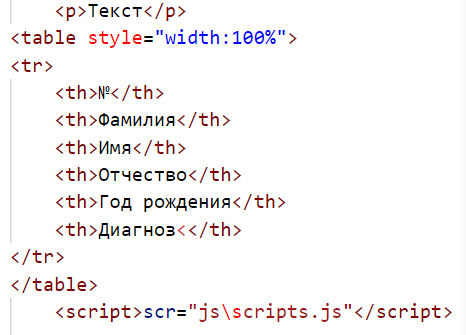 <p>Текст</p>
<table style="width:100%">
<tr>
<th>№</th>
<th>Фамилия</th>
<th>Имя</th>
<th>Отчество</th>
<th>Год рождения</th>
<th>Диагноз<</th>
</tr>
</table>
<script>scr="js\scripts.js"</script>